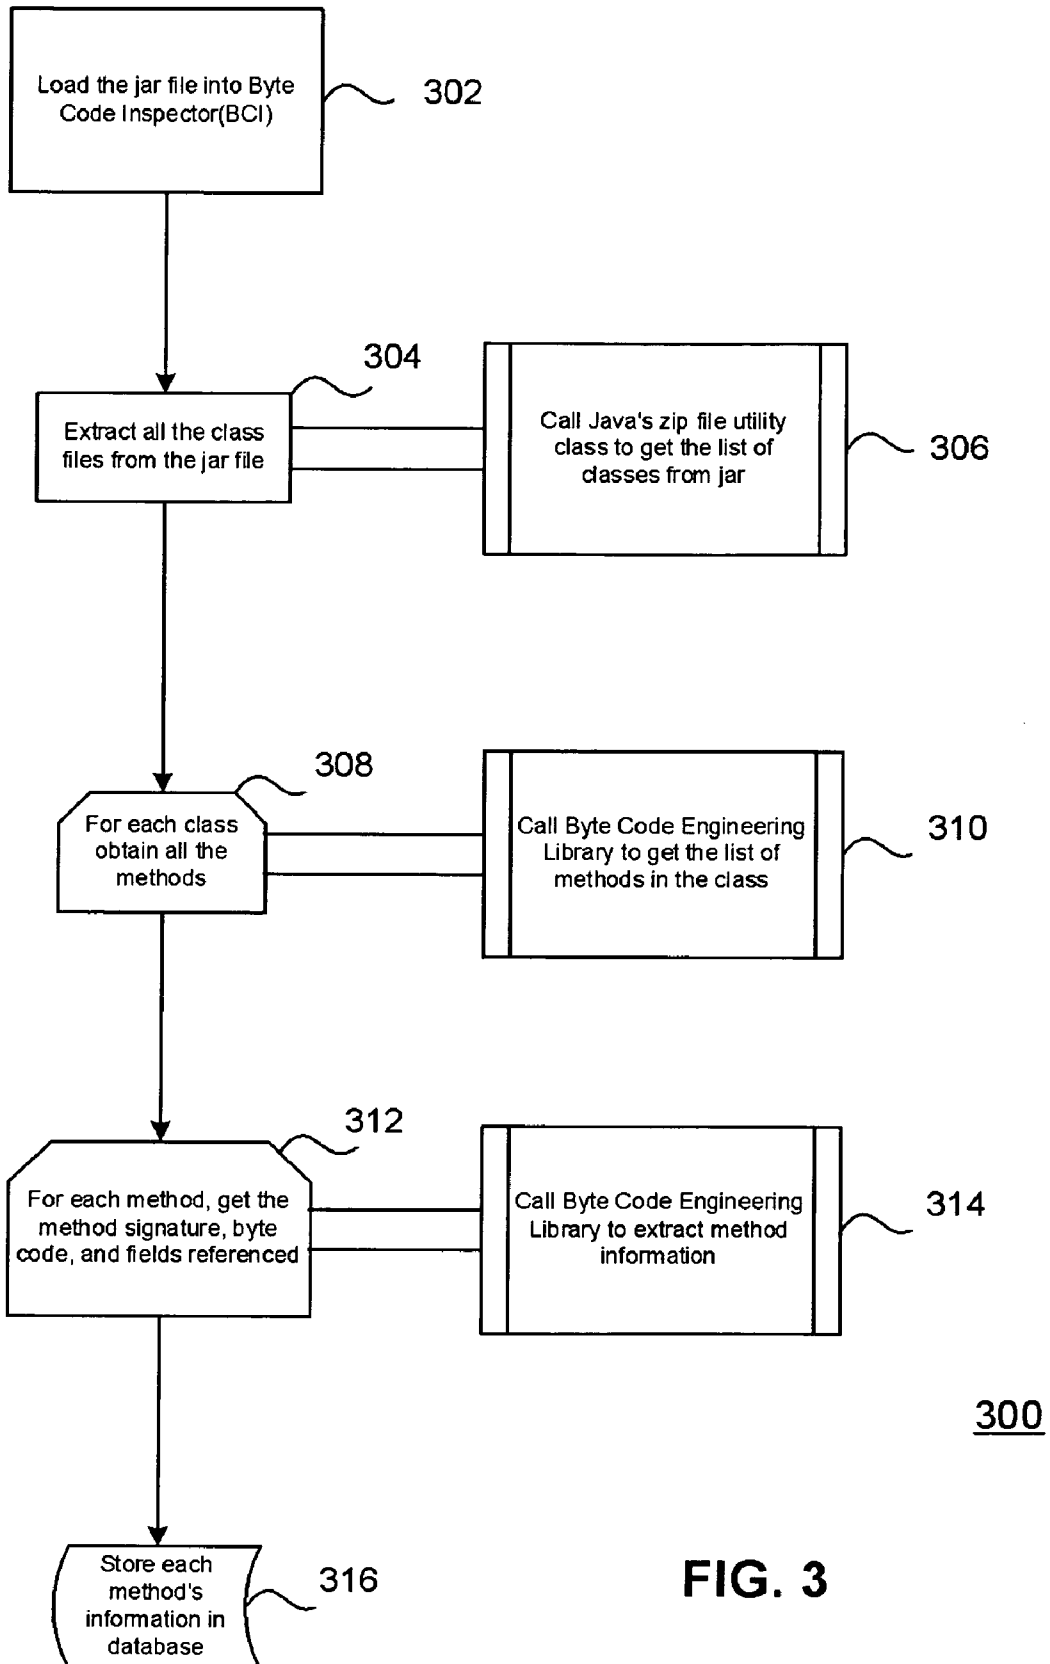 Load the jar file into Byte
Code Inspector(BCI)
302
304
Extract all the class
files from the jar file
Call Java's zip file utility
class to get the list of
classes from jar
306
308
For each class
obtain all the
methods
Call Byte Code Engineering
Library to get the list of
methods in the class
310
312
For each method, get the
method signature, byte
code, and fields referenced
Call Byte Code Engineering
Library to extract method
information
314
300
Store each
method's
information in
database
316
FIG. 3